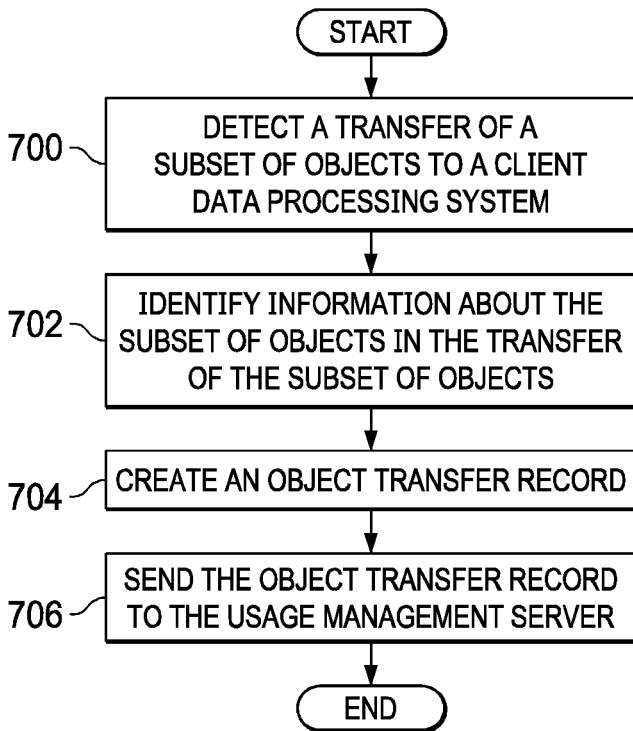 START
700
DETECT A TRANSFER OF A
SUBSET OF OBJECTS TO A CLIENT
DATA PROCESSING SYSTEM
702
IDENTIFY INFORMATION ABOUT THE
SUBSET OF OBJECTS IN THE TRANSFER
OF THE SUBSET OF OBJECTS
704
CREATE AN OBJECT TRANSFER RECORD
706
SEND THE OBJECT TRANSFER RECORD
TO THE USAGE MANAGEMENT SERVER
END